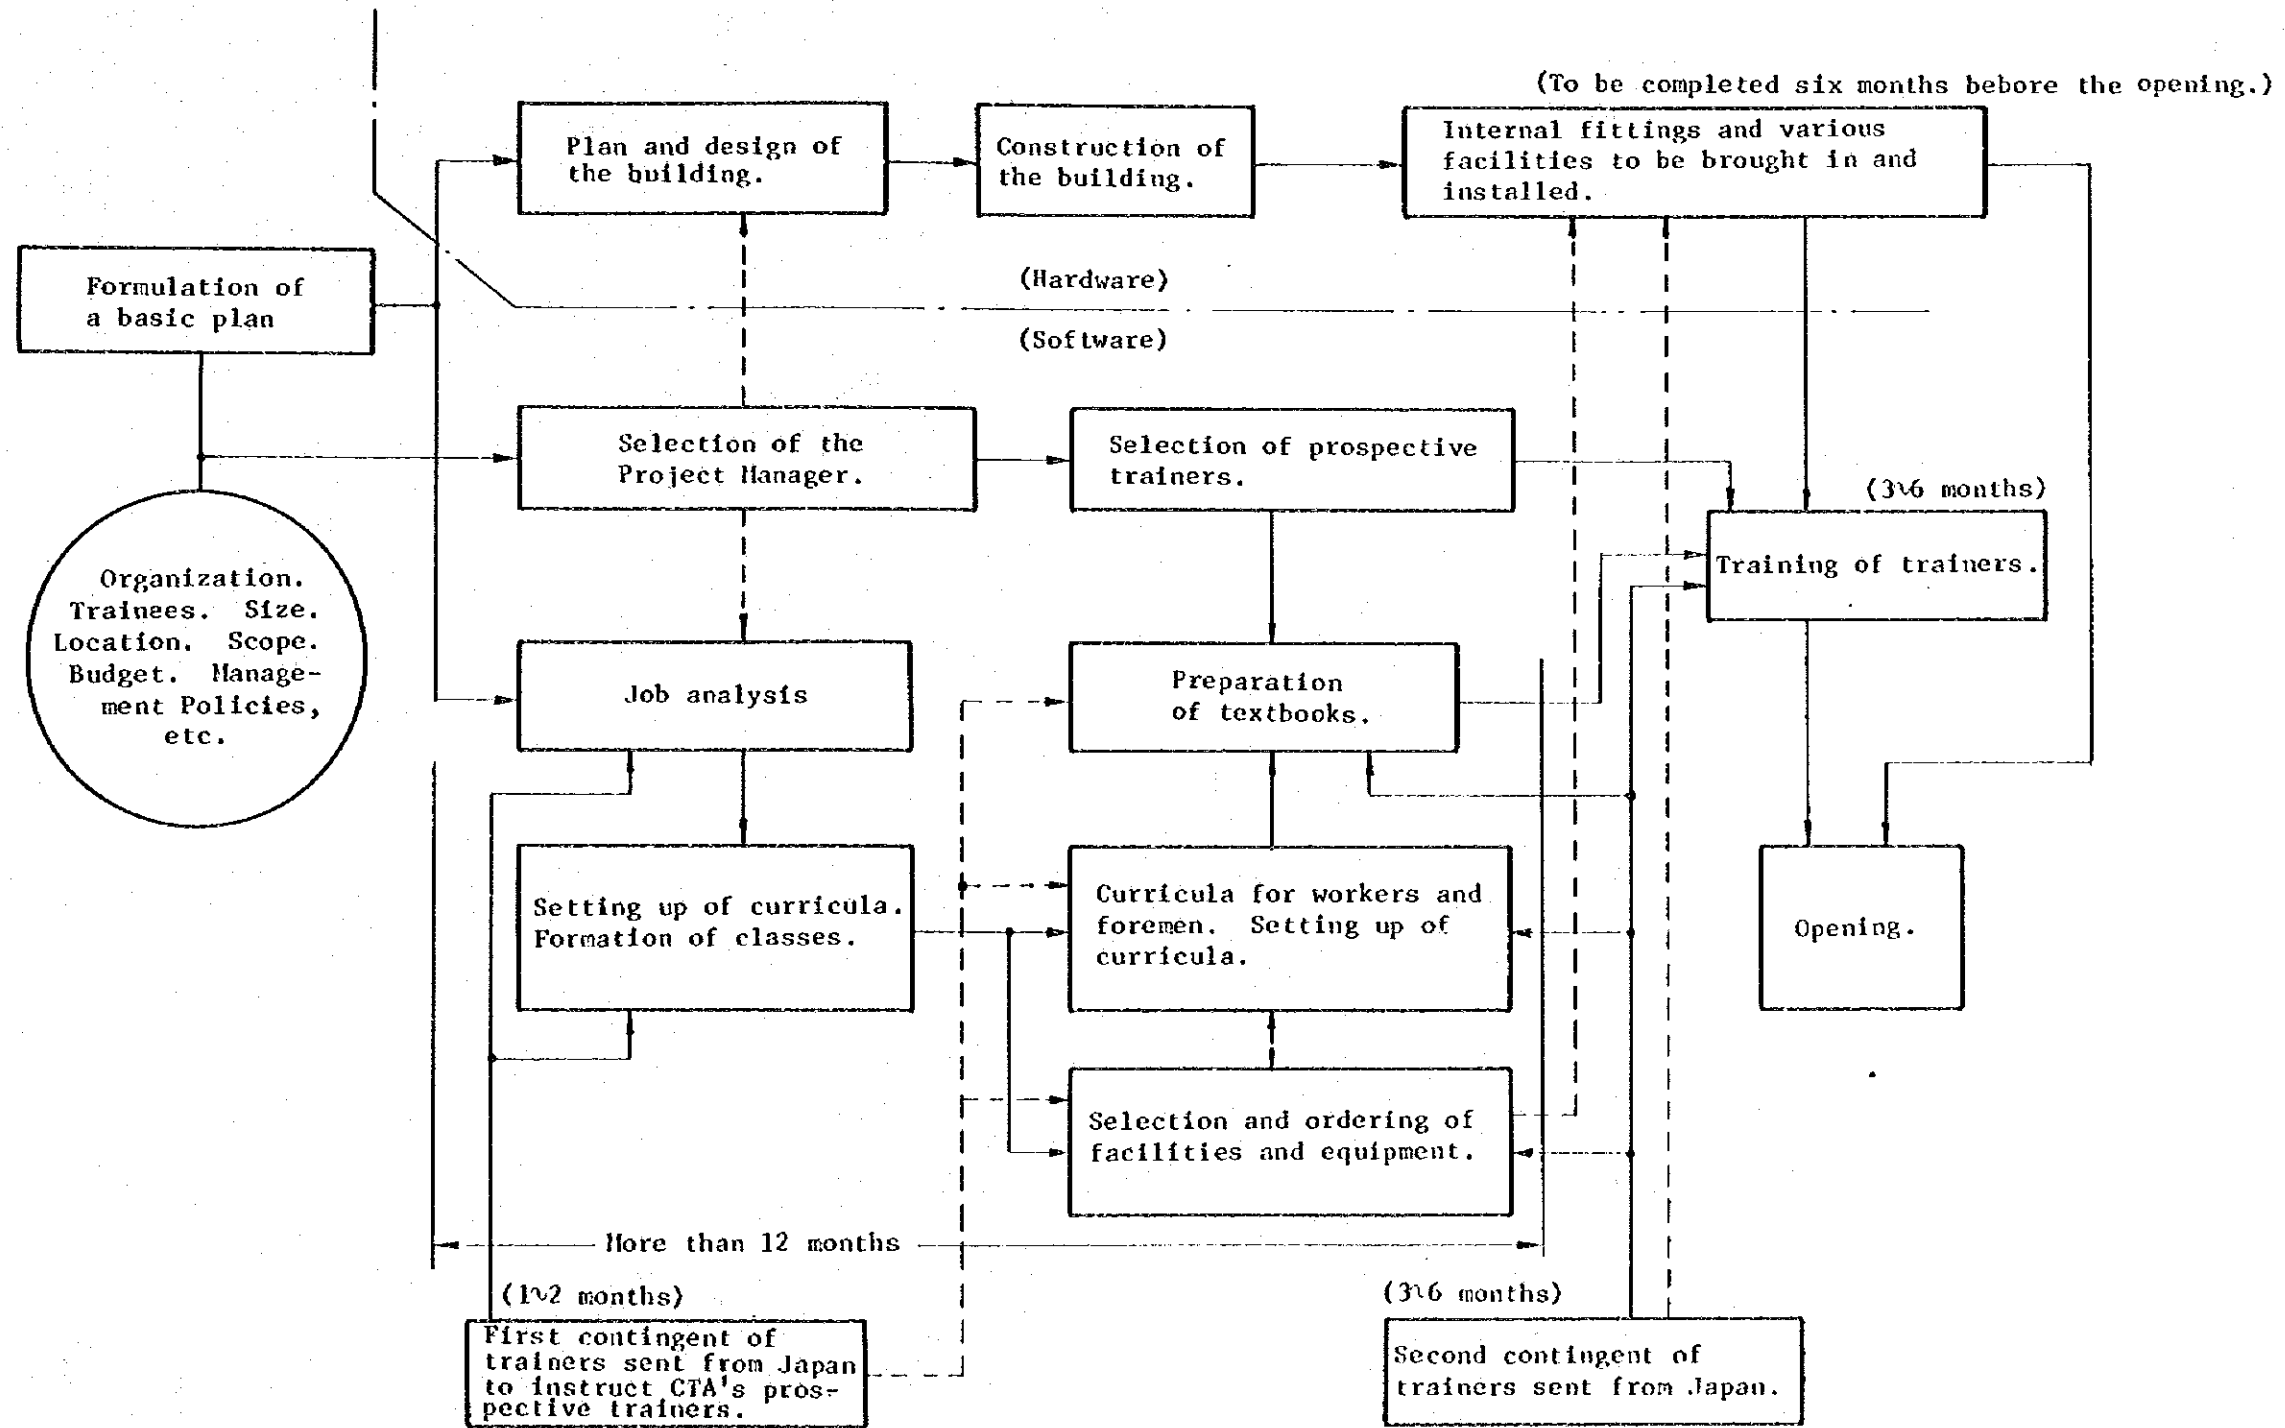 (To be completed six months bebore the opening.)
Plan and design of
the building.
Construction of
the building.
Internal fittings and various
facilities to be brought in and
installed.
Formulation of
a basic plan
(Hardware)
(Software)
Selection of the
Project Manager.
Selection of prospective
trainers.
(3∿6 months)
Training of trainers.
Organization.
Trainees. Size.
Location. Scope.
Budget. Manage-
ment Policies,
etc.
Job analysis
Preparation
of textbooks.
Setting up of curricula.
Formation of classes.
Curricula for workers and
foremen. Setting up of
curricula.
Opening.
Selection and ordering of
facilities and equipment.
More than 12 months
(1∿2 months)
First contingent of
trainers sent from Japan
to instruct CTA's pros-
pective trainers.
(3∿6 months)
Second contingent of
trainers sent from Japan.